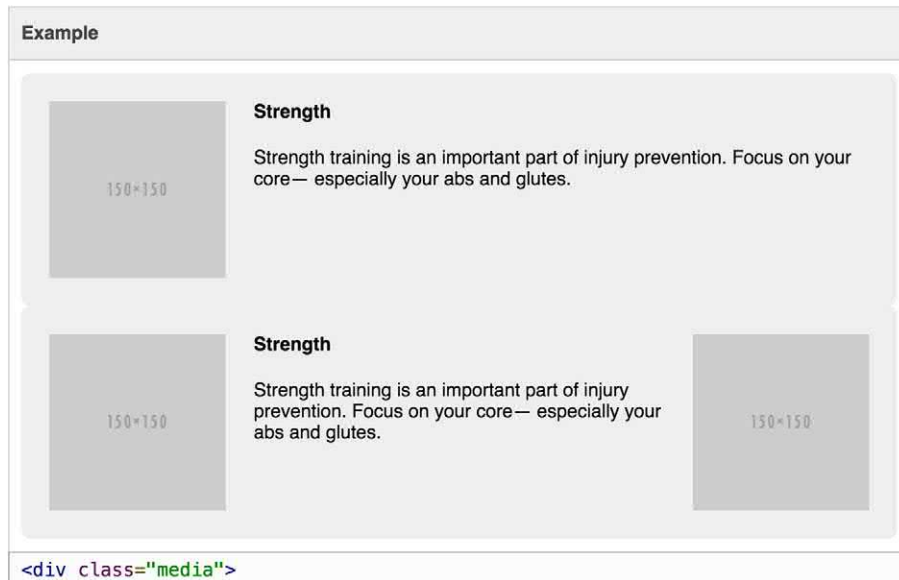 Example
Strength
Strength training is an important part of injury prevention. Focus on your
core— especially your abs and glutes.
150×150
Strength
Strength training is an important part of injury
prevention. Focus on your core— especially your
abs and glutes.
150×150
150×150
<div class="media">